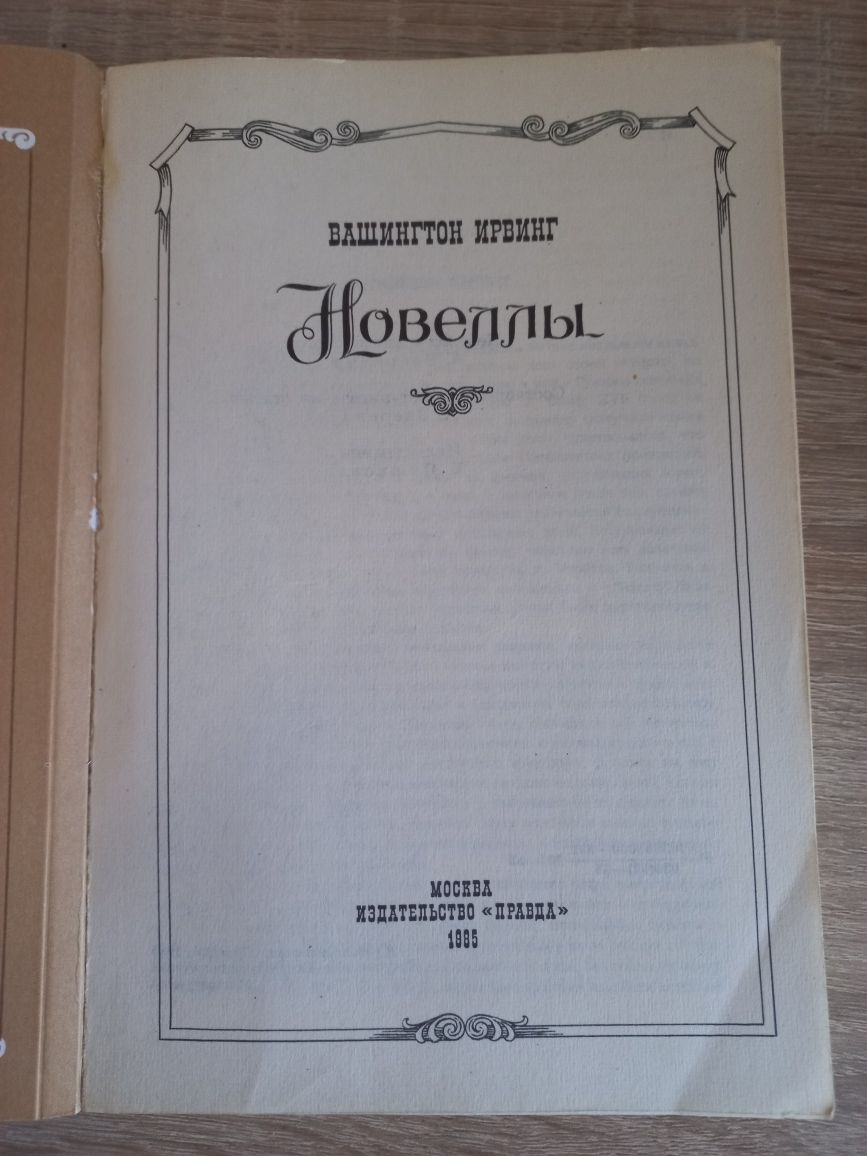 ВАШИНГТОН ИРВИНГ
Новеллы
МОСКВА
ИЗДАТЕЛЬСТВО «ПРАВДА»
1985